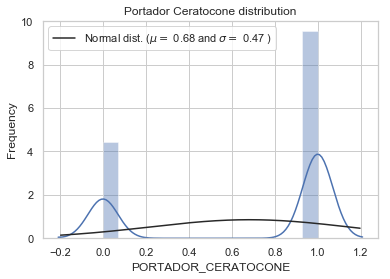 Portador Ceratocone distribution
Normal dist. (μ = 0.68 and σ = 0.47 )
10
8
6
4
2
0
Frequency
−0.2 0.0 0.2 0.4 0.6 0.8 1.0 1.2
PORTADOR_CERATOCONE